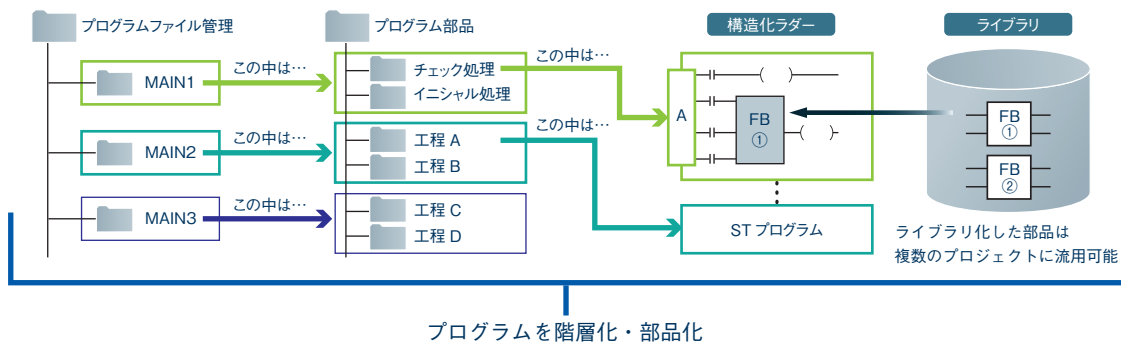 プログラムファイル管理
MAIN1
MAIN2
MAIN3
この中は…
この中は…
この中は…
プログラム部品
チェック処理
イニシャル処理
工程 A
工程 B
工程 C
工程 D
この中は…
この中は…
構造化ラダー
A
FB
①
ST プログラム
ライブラリ
FB
①
FB
②
ライブラリ化した部品は
複数のプロジェクトに流用可能
プログラムを階層化・部品化